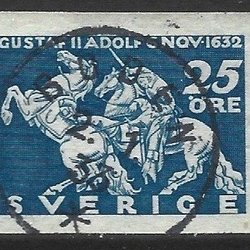 GUSTAF II ADOLF 6 NOV. 1632
25
ÖRE
SVERIGE